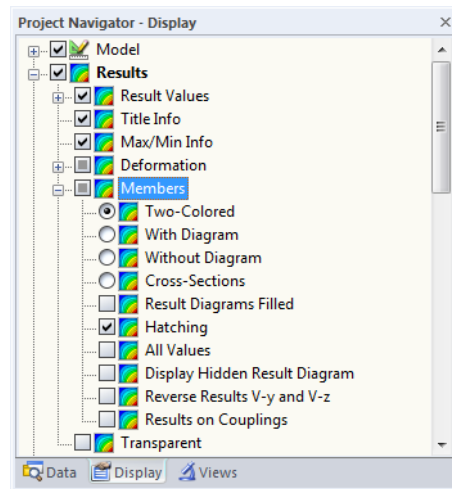 Project Navigator - Display
Model
Results
Result Values
Title Info
Max/Min Info
Deformation
Members
Two-Colored
With Diagram
Without Diagram
Cross-Sections
Result Diagrams Filled
Hatching
All Values
Display Hidden Result Diagram
Reverse Results V-y and V-z
Results on Couplings
Transparent
Data Display Views